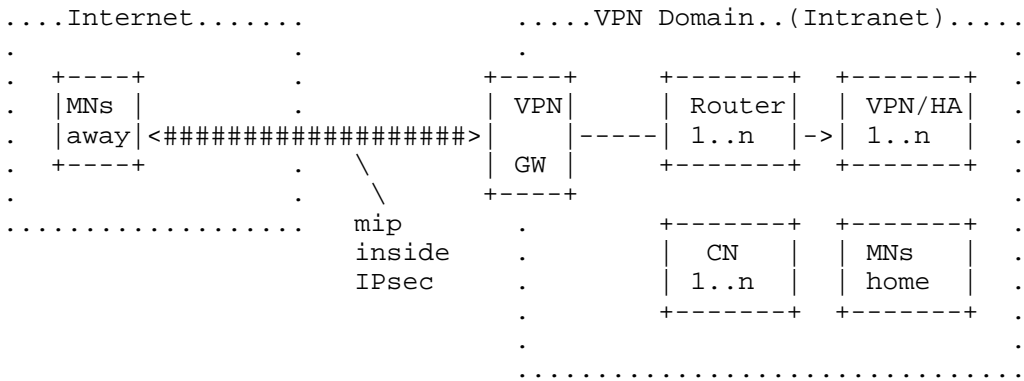 ....Internet....... .....VPN Domain..(Intranet).....
. . . .
. +----+ . +----+ +-------+ +-------+ .
. |MNs | . | VPN| | Router| | VPN/HA| .
. |away|<###################>| |-----| 1..n |->| 1..n | .
. +----+ . \ | GW | +-------+ +-------+ .
. . \ +----+ .
................... mip . +-------+ +-------+ .
inside . | CN | | MNs | .
IPsec . | 1..n | | home | .
. +-------+ +-------+ .
. .
................................